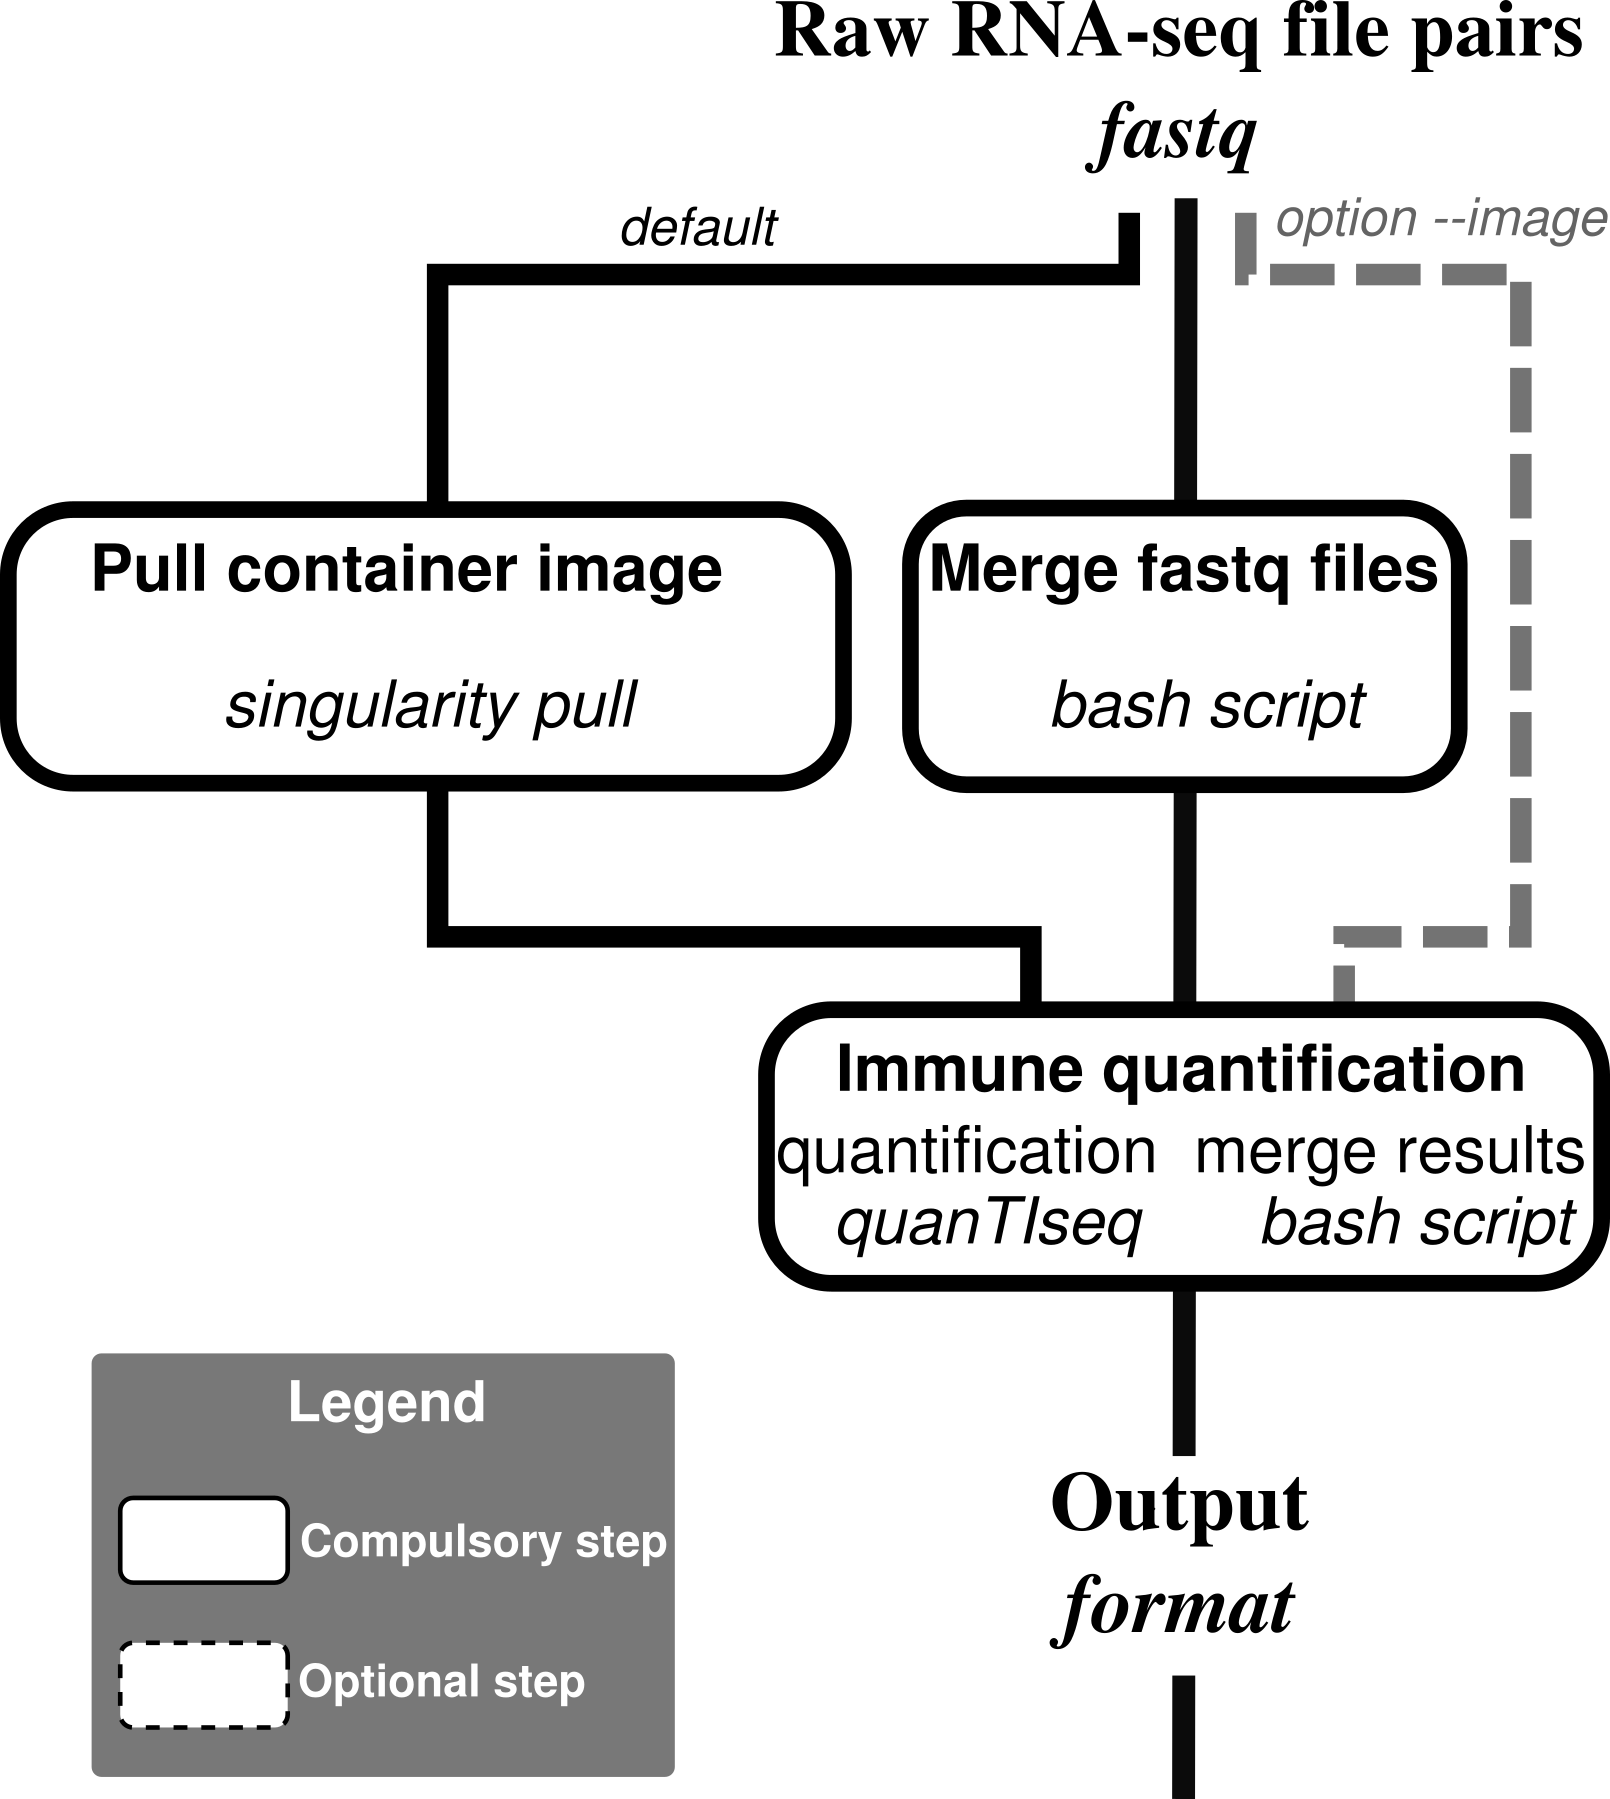 Raw RNA-seq file pairs
fastq
default
option --image
Pull container image
singularity pull
Merge fastq files
bash script
Immune quantification
quantification merge results
quanTIseq bash script
Output
format
Legend
Compulsory step
Optional step